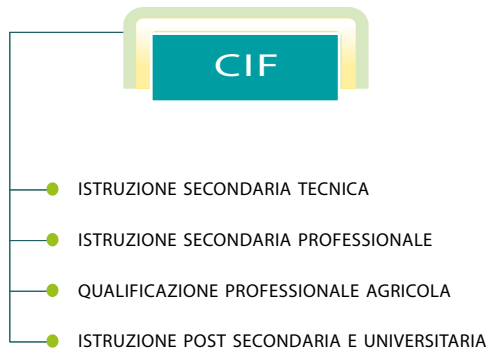 CIF
ISTRUZIONE SECONDARIA TECNICA
ISTRUZIONE SECONDARIA PROFESSIONALE
QUALIFICAZIONE PROFESSIONALE AGRICOLA
ISTRUZIONE POST SECONDARIA E UNIVERSITARIA